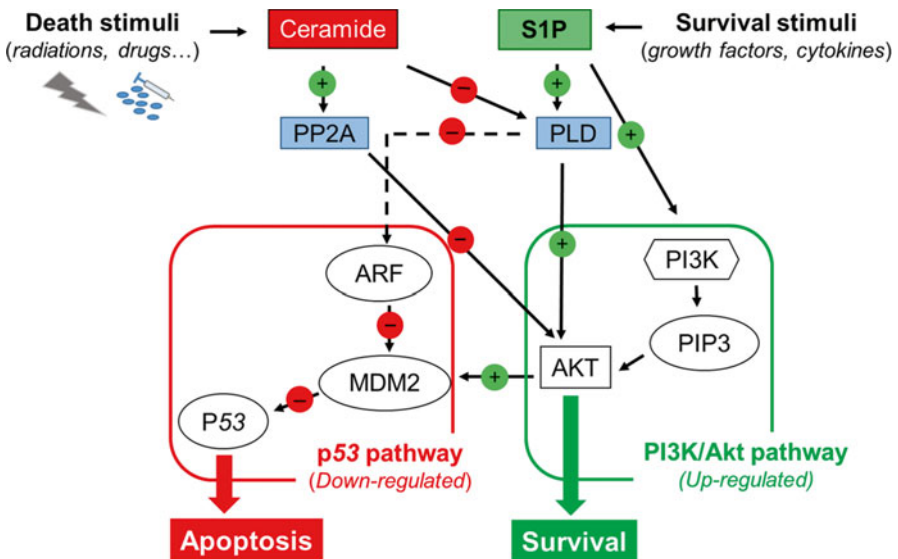 Death stimuli
(radiations, drugs...)
Ceramide
S1P
Survival stimuli
(growth factors, cytokines)
+
−
+
PP2A
−
PLD
+
−
+
ARF
PI3K
−
PIP3
MDM2
+
AKT
−
P53
p53 pathway
(Down-regulated)
PI3K/Akt pathway
(Up-regulated)
Apoptosis
Survival